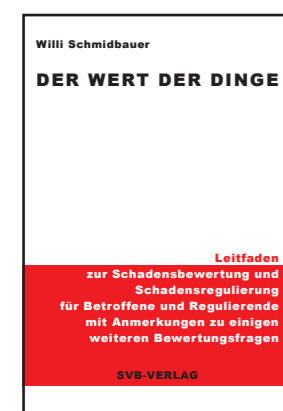 Willi Schmidbauer
DER WERT DER DINGE
Leitfaden
zur Schadensbewertung und
Schadensregulierung
für Betroffene und Regulierende
mit Anmerkungen zu einigen
weiteren Bewertungsfragen
SVB-VERLAG